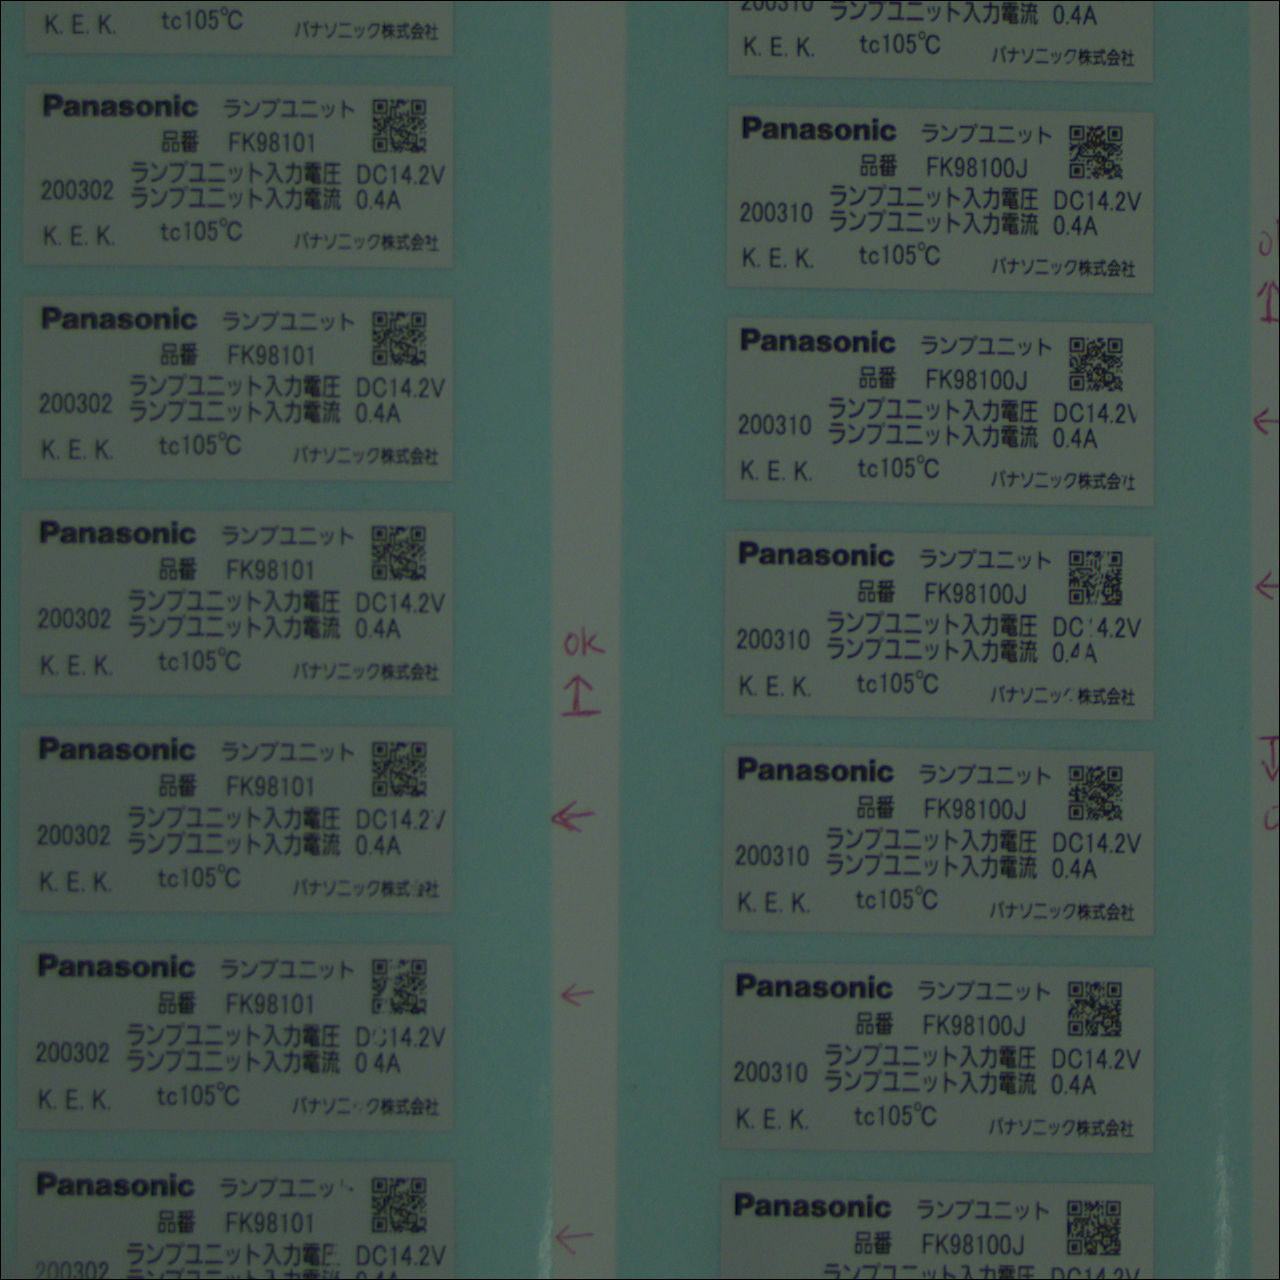 K. E. K. tc105℃ パナソニック株式会社
Panasonic ランプユニット
品番 FK98101
ランプユニット入力電圧 DC14.2V
200302 ランプユニット入力電流 0.4A
K. E. K. tc105℃ パナソニック株式会社
Panasonic ランプユニット
品番 FK98101
ランプユニット入力電圧 DC14.2V
200302 ランプユニット入力電流 0.4A
K. E. K. tc105℃ パナソニック株式会社
Panasonic ランプユニット
品番 FK98101
ランプユニット入力電圧 DC14.2V
200302 ランプユニット入力電流 0.4A
K. E. K. tc105℃ パナソニック株式会社
Panasonic ランプユニット
品番 FK98101
ランプユニット入力電圧 DC14.2V
200302 ランプユニット入力電流 0.4A
K. E. K. tc105℃ パナソニック株式会社
Panasonic ランプユニット
品番 FK98101
ランプユニット入力電圧 DC14.2V
200302 ランプユニット入力電流 0 4A
K. E. K. tc105℃ パナソニック株式会社
Panasonic ランプユニット
品番 FK98101
ランプユニット入力電圧 DC14.2V
200302
OK
200310 ランプユニット入力電流 0.4A
K. E. K. tc105℃ パナソニック株式会社
Panasonic ランプユニット
品番 FK98100J
ランプユニット入力電圧 DC14.2V
200310 ランプユニット入力電流 0.4A
K. E. K. tc105℃ パナソニック株式会社
Panasonic ランプユニット
品番 FK98100J
ランプユニット入力電圧 DC14.2V
200310 ランプユニット入力電流 0.4A
K. E. K. tc105℃ パナソニック株式会社
Panasonic ランプユニット
品番 FK98100J
ランプユニット入力電圧 DC 4.2V
200310 ランプユニット入力電流 0.4A
K. E. K. tc105℃ パナソニック株式会社
Panasonic ランプユニット
品番 FK98100J
ランプユニット入力電圧 DC14.2V
200310 ランプユニット入力電流 0.4A
K. E. K. tc105℃ パナソニック株式会社
Panasonic ランプユニット
品番 FK98100J
ランプユニット入力電圧 DC14.2V
200310 ランプユニット入力電流 0.4A
K. E. K. tc105℃ パナソニック株式会社
Panasonic ランプユニット
品番 FK98100J
ランプユニット入力電圧 DC14.2V